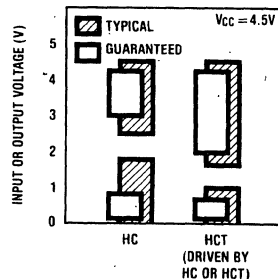 TYPICAL
GUARANTEED
VCC = 4.5V
INPUT OR OUTPUT VOLTAGE (V)
5
4
3
2
1
0
HC
HCT
(DRIVEN BY
HC OR HCT)